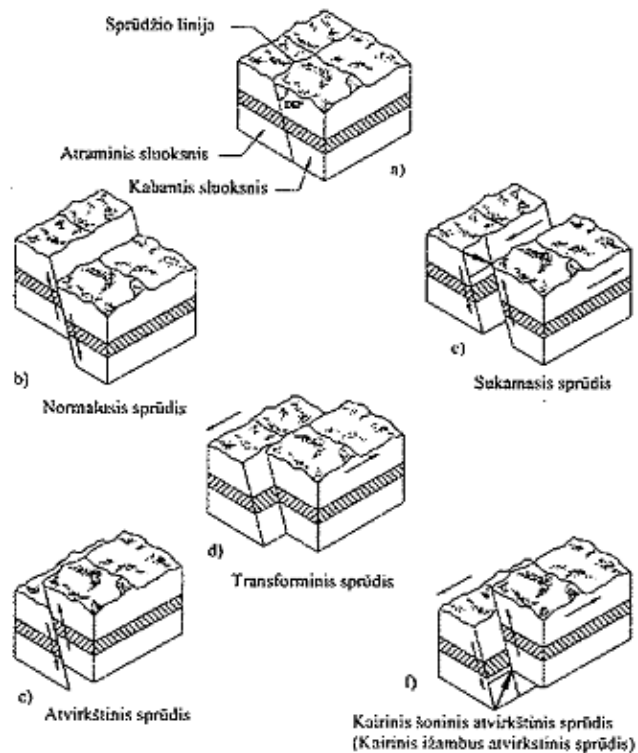 Sprūdžio linija
DIP
Atraminis sluoksnis
Kabantis sluoksnis
a)
b)
Normalusis sprūdis
e)
Sukamasis sprūdis
d)
Transforminis sprūdis
c)
Atvirkštinis sprūdis
f)
Kairinis šoninis atvirkštinis sprūdis
(Kairinis įžambus atvirkštinis sprūdis)